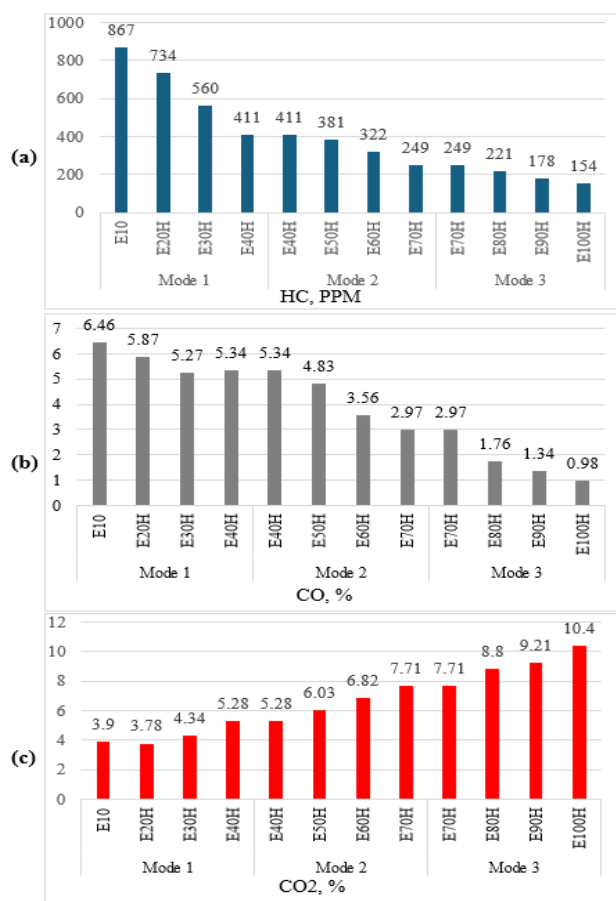 (a)
1000
800
600
400
200
0
867 734 560 411 411 381 322 249 249 221 178 154
E10 E20H E30H E40H E40H E50H E60H E70H E70H E80H E90H E100H
Mode 1 Mode 2 Mode 3
HC, PPM
(b)
7
6
5
4
3
2
1
0
6.46 5.87 5.27 5.34 5.34 4.83 3.56 2.97 2.97 1.76 1.34 0.98
E10 E20H E30H E40H E40H E50H E60H E70H E70H E80H E90H E100H
Mode 1 Mode 2 Mode 3
CO, %
(c)
12
10
8
6
4
2
0
3.9 3.78 4.34 5.28 5.28 6.03 6.82 7.71 7.71 8.8 9.21 10.4
E10 E20H E30H E40H E40H E50H E60H E70H E70H E80H E90H E100H
Mode 1 Mode 2 Mode 3
CO2, %